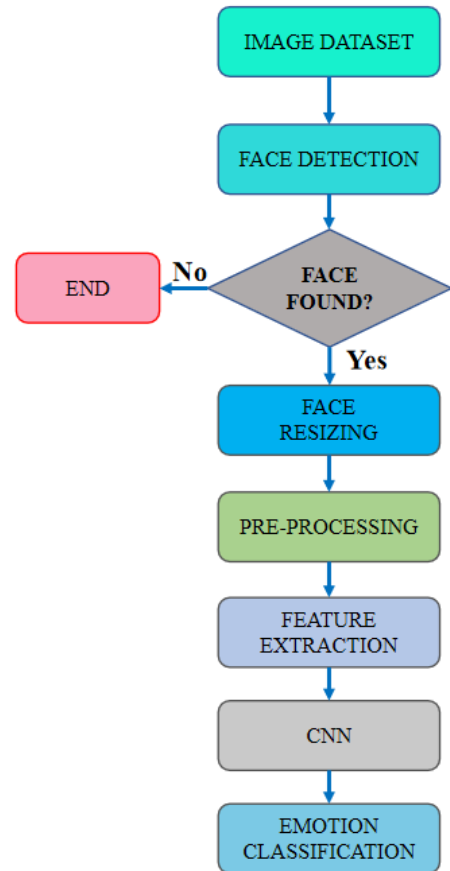 IMAGE DATASET
FACE DETECTION
No
END
FACE
FOUND?
Yes
FACE
RESIZING
PRE-PROCESSING
FEATURE
EXTRACTION
CNN
EMOTION
CLASSIFICATION